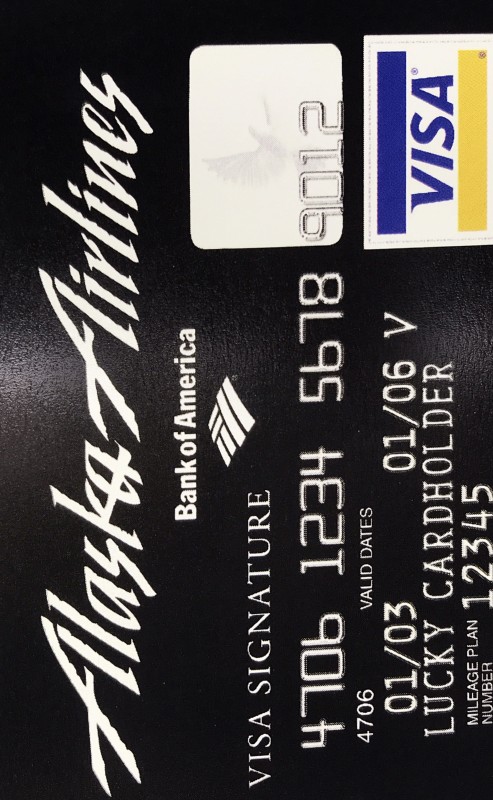 Alaska Airlines
Bank of America
VISA SIGNATURE
4706 1234 5678 9012
VISA
4706
VALID DATES
01/03 01/06 V
LUCKY CARDHOLDER
MILEAGE PLAN
NUMBER
12345